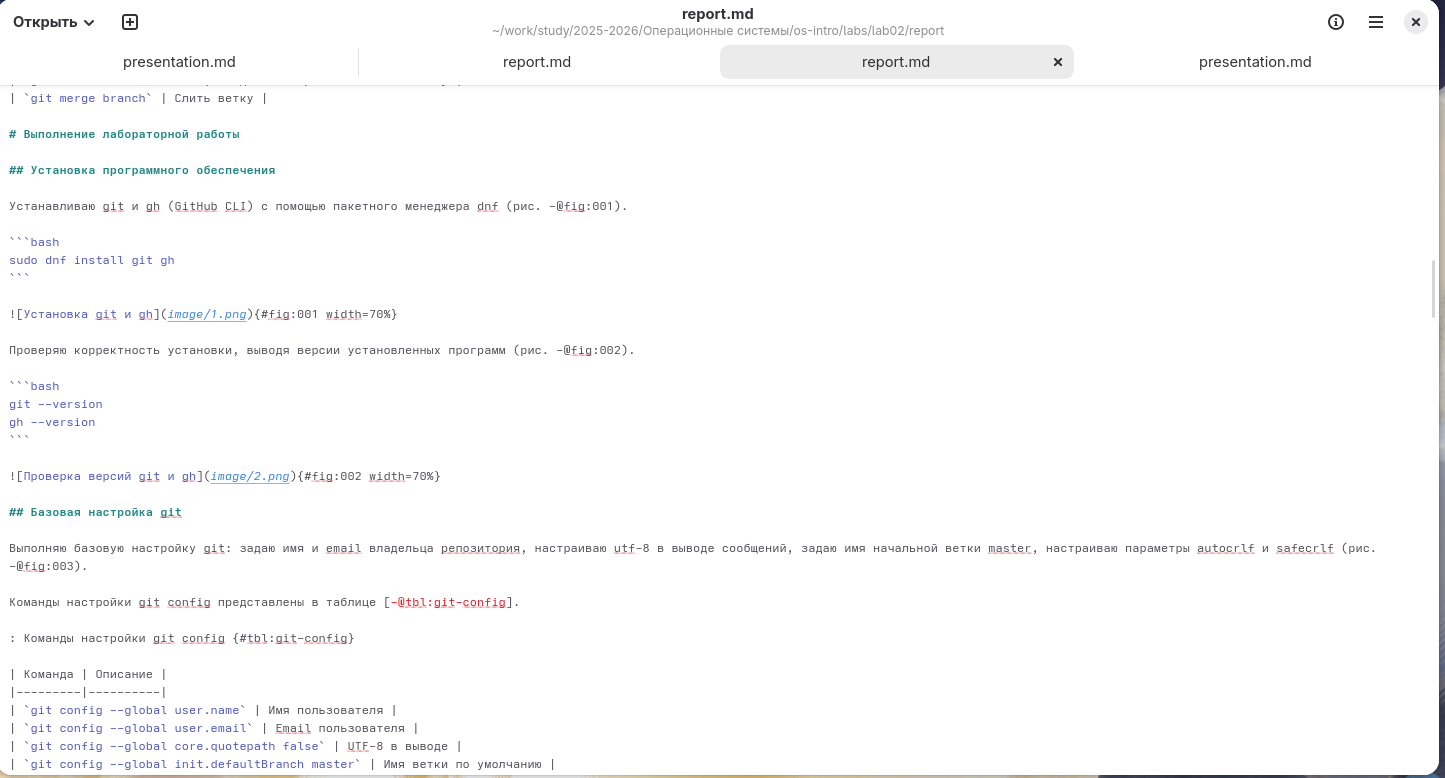 Открыть
report.md
~/work/study/2025-2026/Операционные системы/os-intro/labs/lab02/report
presentation.md
report.md
report.md
presentation.md
| `git merge branch` | Слить ветку |
# Выполнение лабораторной работы
## Установка программного обеспечения
Устанавливаю git и gh (GitHub CLI) с помощью пакетного менеджера dnf (рис. -@fig:001).
```bash
sudo dnf install git gh
```
![Установка git и gh](image/1.png){#fig:001 width=70%}
Проверяю корректность установки, выводя версии установленных программ (рис. -@fig:002).
```bash
git --version
gh --version
```
![Проверка версий git и gh](image/2.png){#fig:002 width=70%}
## Базовая настройка git
Выполняю базовую настройку git: задаю имя и email владельца репозитория, настраиваю utf-8 в выводе сообщений, задаю имя начальной ветки master, настраиваю параметры autocrlf и safecrlf (рис.
-@fig:003).
Команды настройки git config представлены в таблице [-@tbl:git-config].
: Команды настройки git config {#tbl:git-config}
| Команда | Описание |
|---------|----------|
| `git config --global user.name` | Имя пользователя |
| `git config --global user.email` | Email пользователя |
| `git config --global core.quotepath false` | UTF-8 в выводе |
| `git config --global init.defaultBranch master` | Имя ветки по умолчанию |